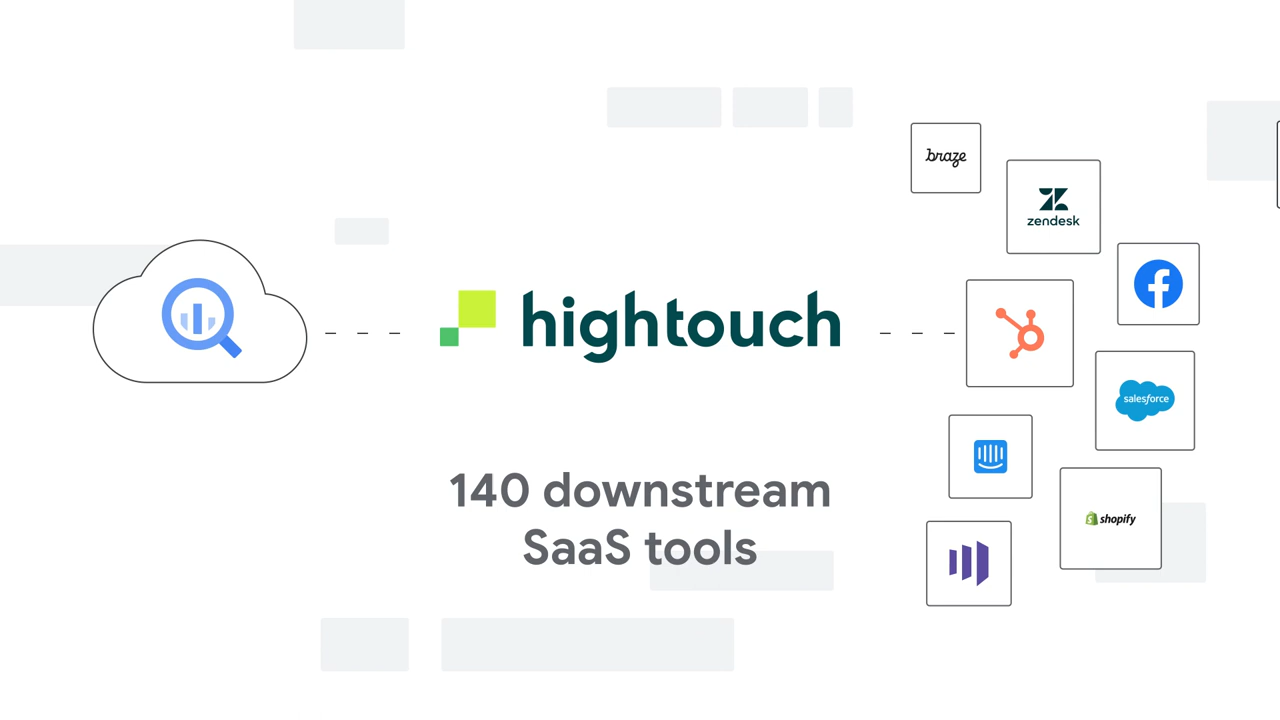 braze
zendesk
hightouch
salesforce
140 downstream
SaaS tools
shopify